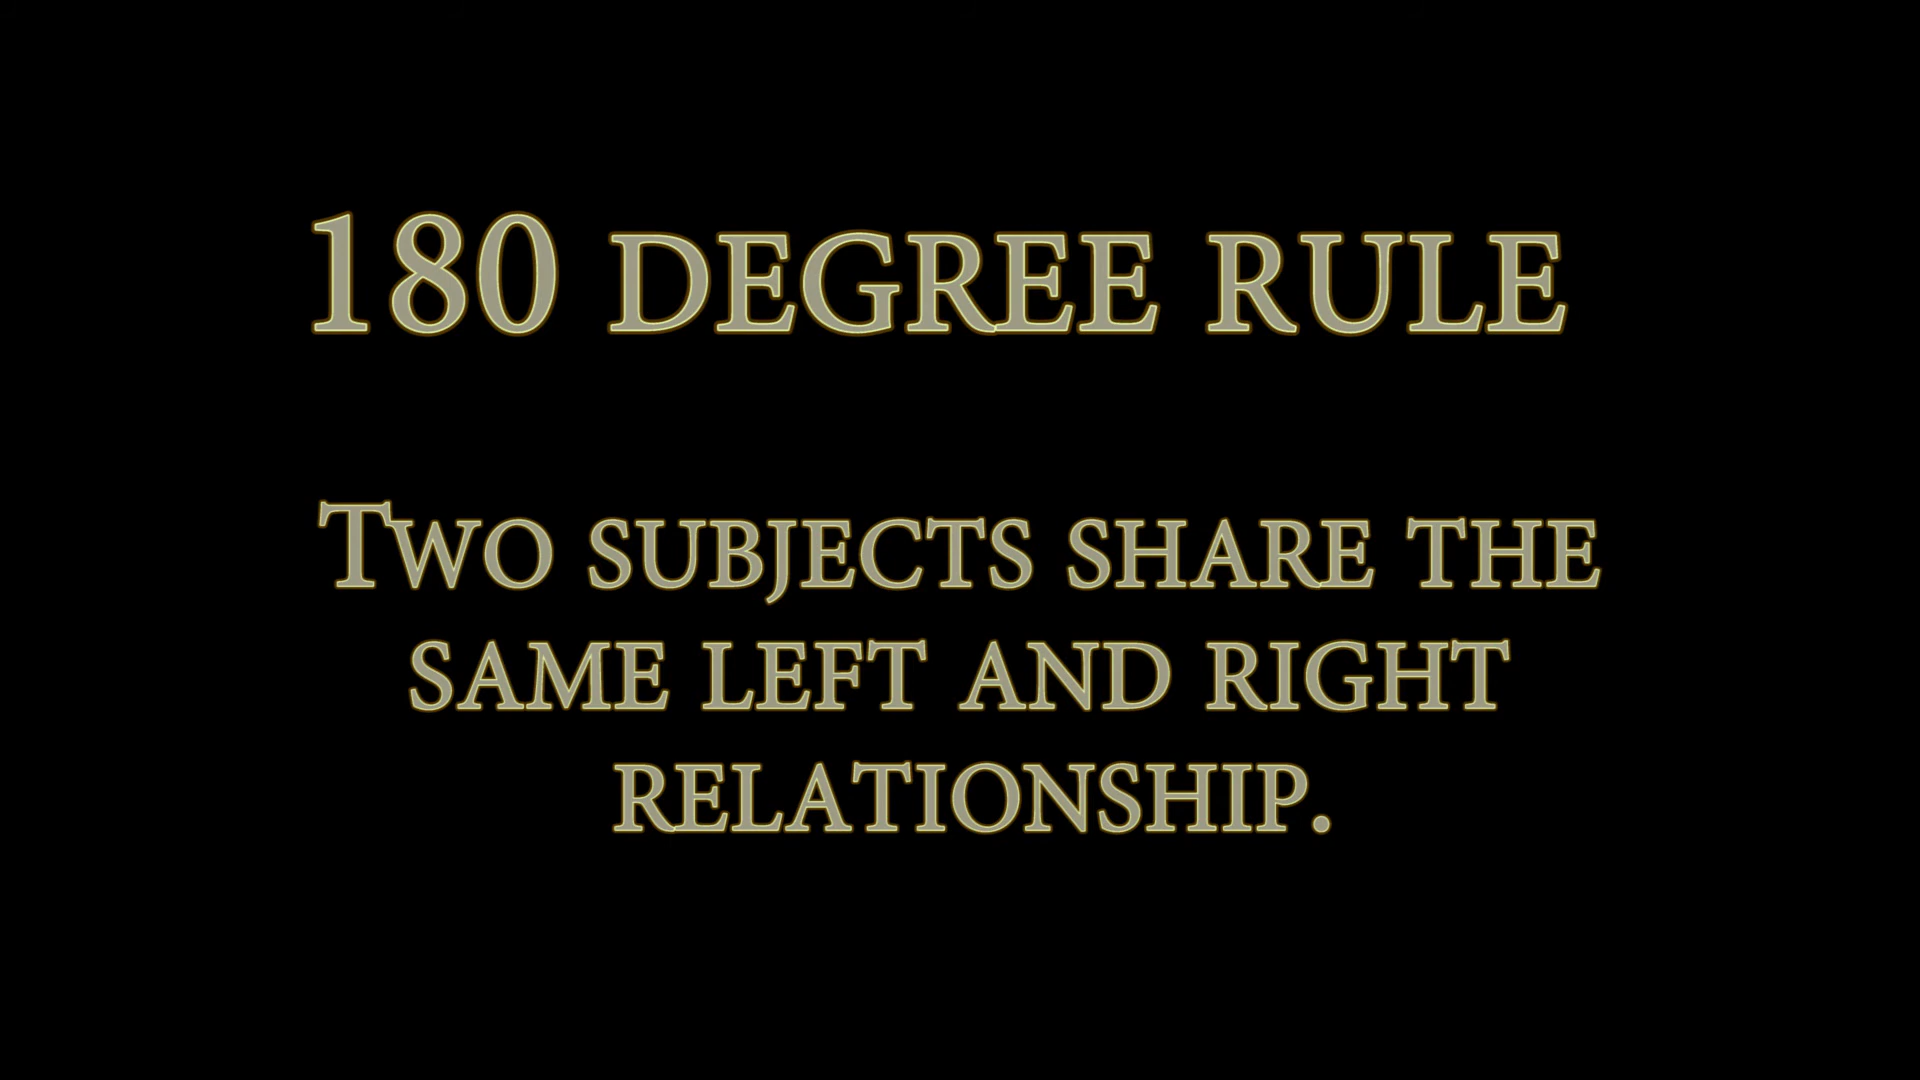 180 DEGREE RULE
TWO SUBJECTS SHARE THE
SAME LEFT AND RIGHT
RELATIONSHIP.